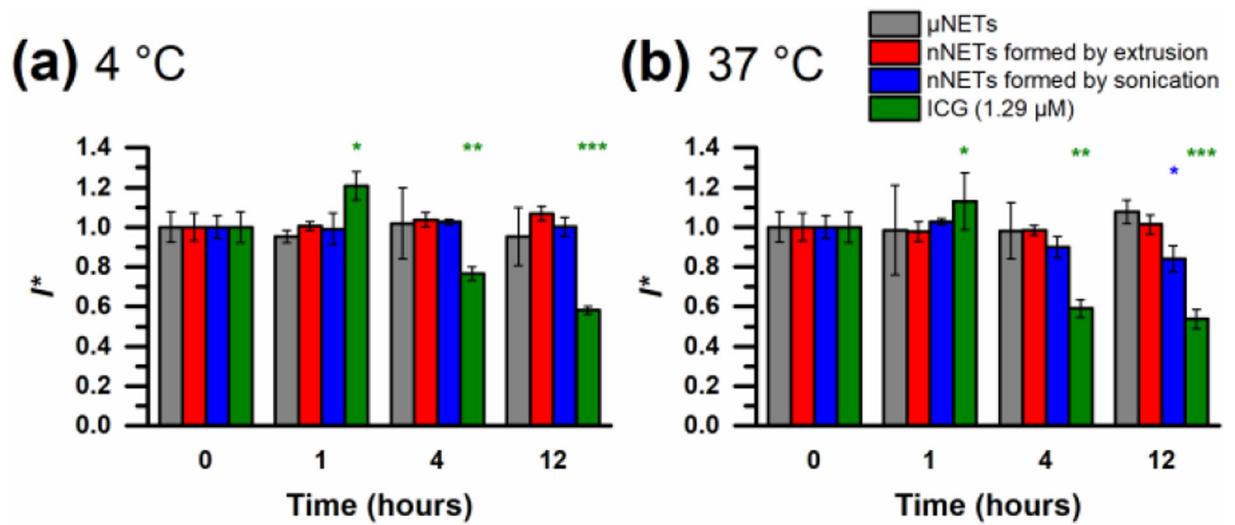 µNETs
nNETs formed by extrusion
nNETs formed by sonication
ICG (1.29 µM)
(a) 4 °C
* ** ***
1.4
1.2
1.0
0.8
0.6
0.4
0.2
0.0
I*
0 1 4 12
Time (hours)
(b) 37 °C
* ** ***
*
1.4
1.2
1.0
0.8
0.6
0.4
0.2
0.0
I*
0 1 4 12
Time (hours)